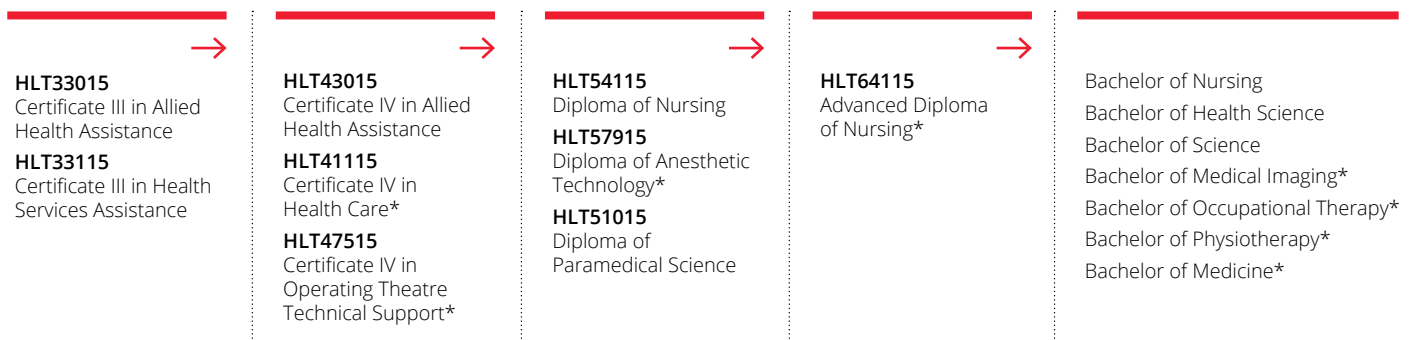 HLT33015
Certificate III in Allied
Health Assistance
HLT33115
Certificate III in Health
Services Assistance
HLT43015
Certificate IV in Allied
Health Assistance
HLT41115
Certificate IV in
Health Care*
HLT47515
Certificate IV in
Operating Theatre
Technical Support*
HLT54115
Diploma of Nursing
HLT57915
Diploma of Anesthetic
Technology*
HLT51015
Diploma of
Paramedical Science
HLT64115
Advanced Diploma
of Nursing*
Bachelor of Nursing
Bachelor of Health Science
Bachelor of Science
Bachelor of Medical Imaging*
Bachelor of Occupational Therapy*
Bachelor of Physiotherapy*
Bachelor of Medicine*